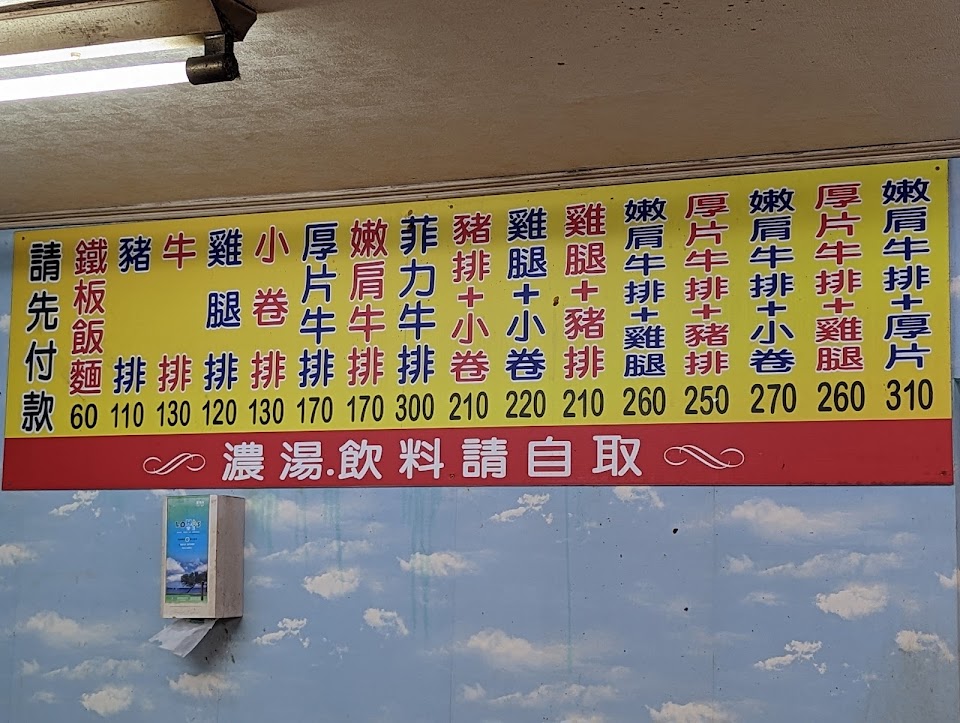 請先付款
鐵板飯麵 60
豬排 110
牛排 130
雞腿排 120
小卷排 130
厚片牛排 170
嫩肩牛排 170
菲力牛排 300
豬排+小卷 210
雞腿+小卷 220
雞腿+豬排 210
嫩肩牛排+雞腿 260
厚片牛排+豬排 250
嫩肩牛排+小卷 270
厚片牛排+雞腿 260
嫩肩牛排+厚片 310
濃湯.飲料請自取